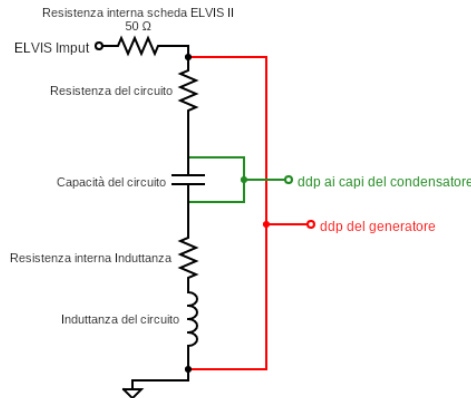 Resistenza interna scheda ELVIS II
50 Ω
ELVIS Imput
Resistenza del circuito
Capacità del circuito
ddp ai capi del condensatore
ddp del generatore
Resistenza interna Induttanza
Induttanza del circuito